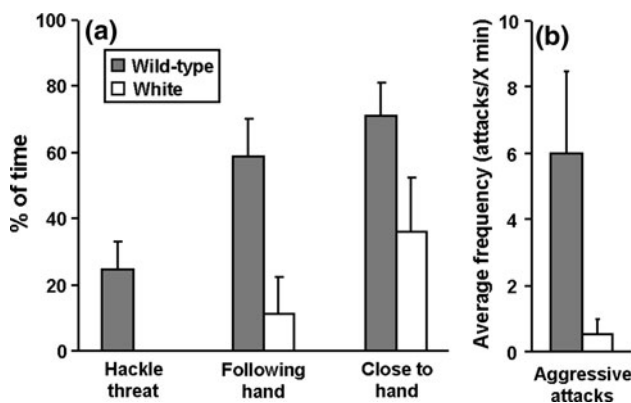 (a)
Wild-type
White
% of time
100
80
60
40
20
0
Hackle
threat
Following
hand
Close to
hand
(b)
Average frequency (attacks/X min)
10
8
6
4
2
0
Aggressive
attacks